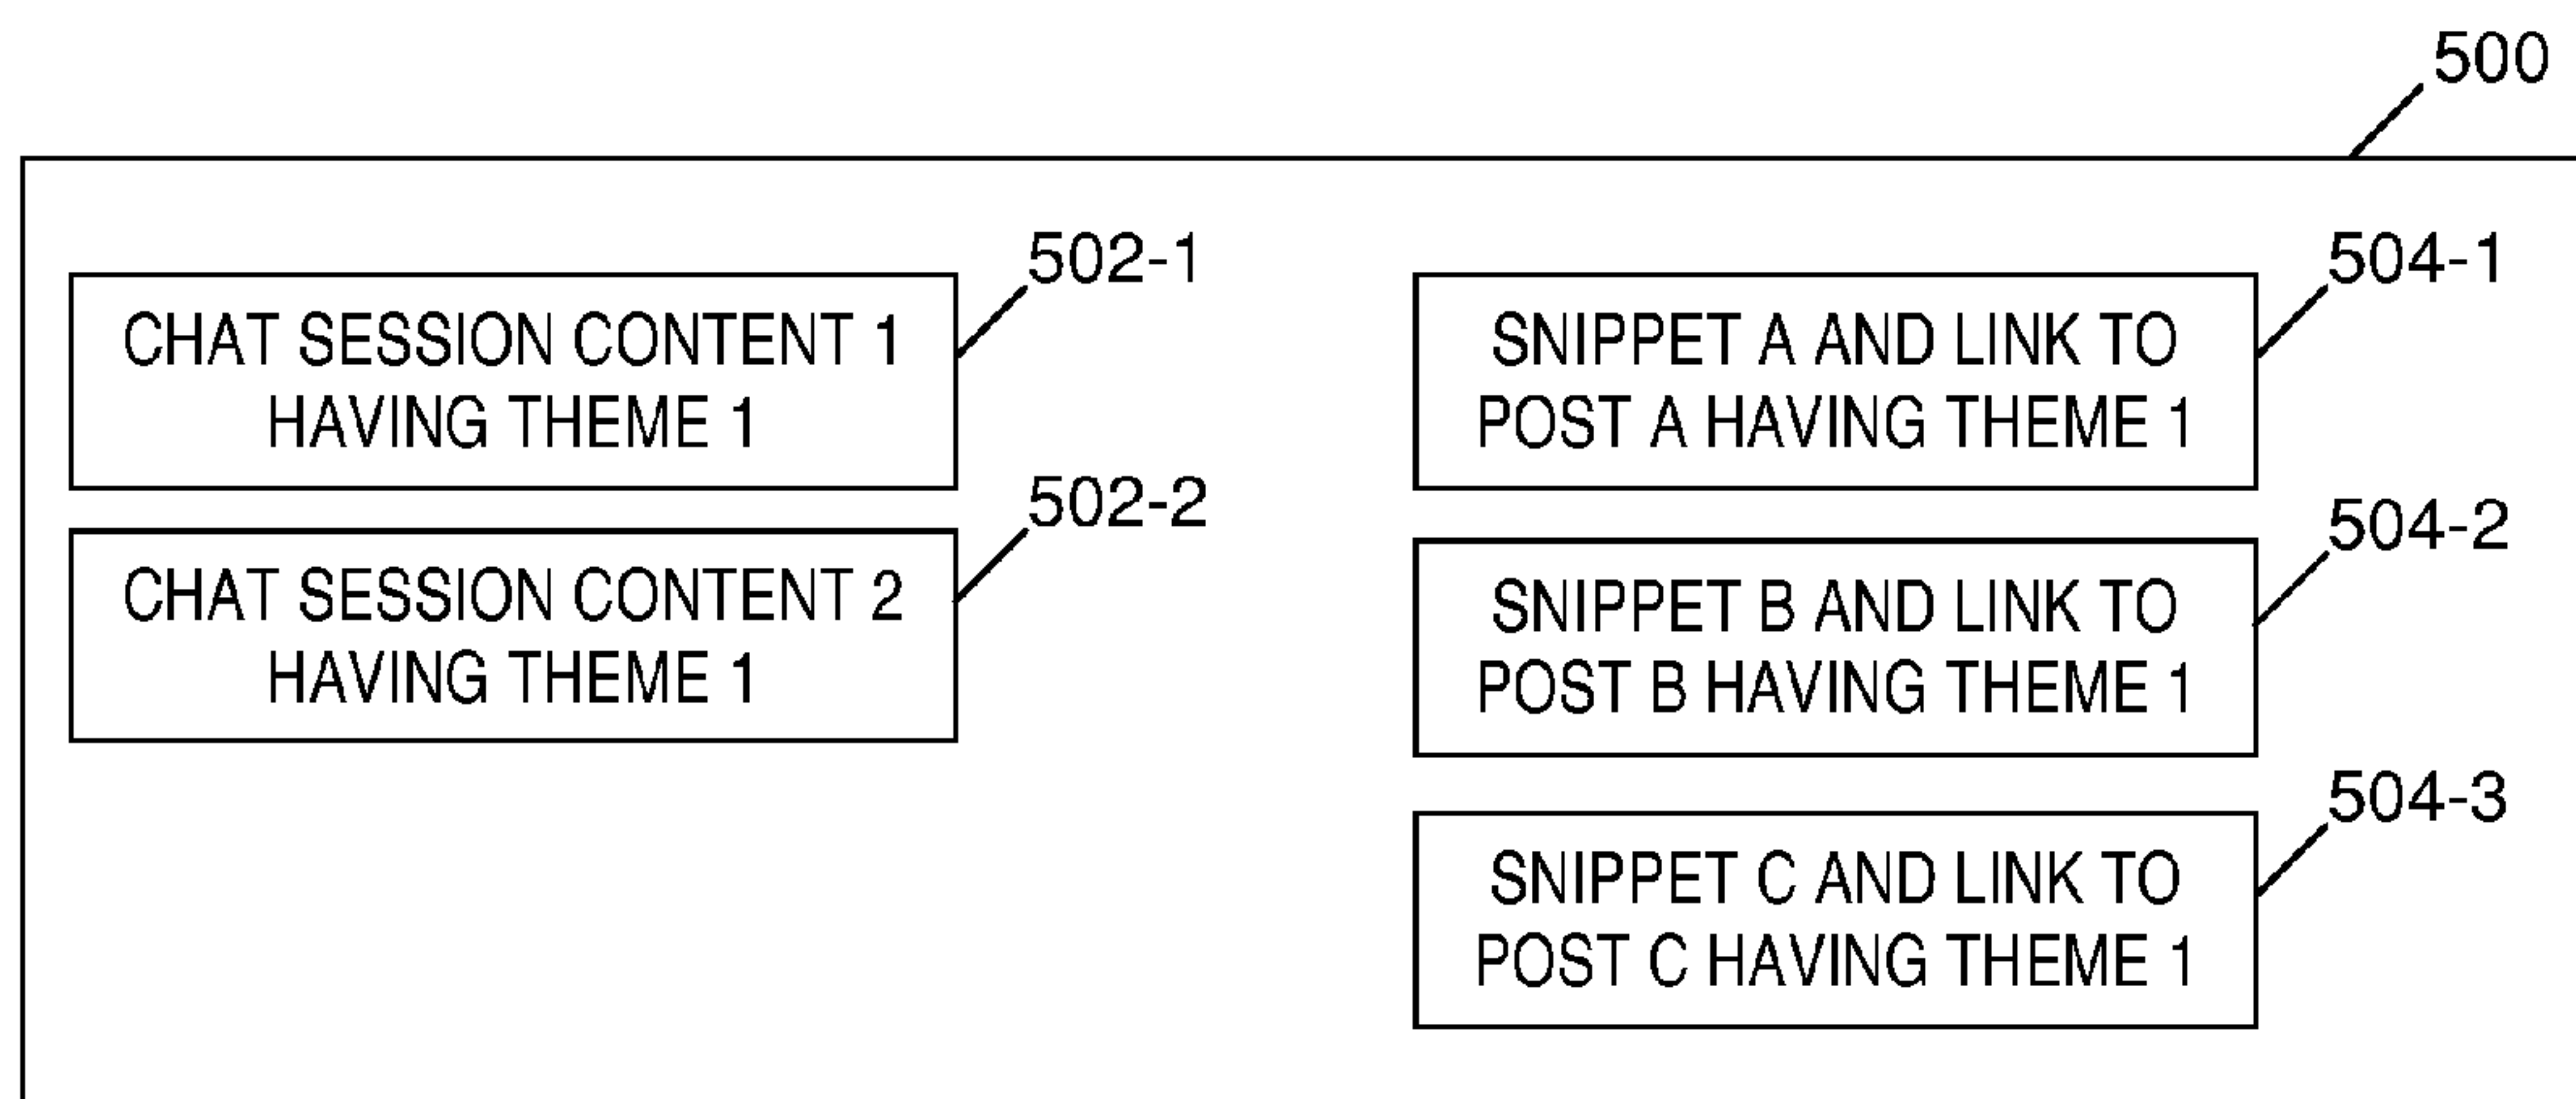 500
502-1
CHAT SESSION CONTENT 1
HAVING THEME 1
502-2
CHAT SESSION CONTENT 2
HAVING THEME 1
504-1
SNIPPET A AND LINK TO
POST A HAVING THEME 1
504-2
SNIPPET B AND LINK TO
POST B HAVING THEME 1
504-3
SNIPPET C AND LINK TO
POST C HAVING THEME 1